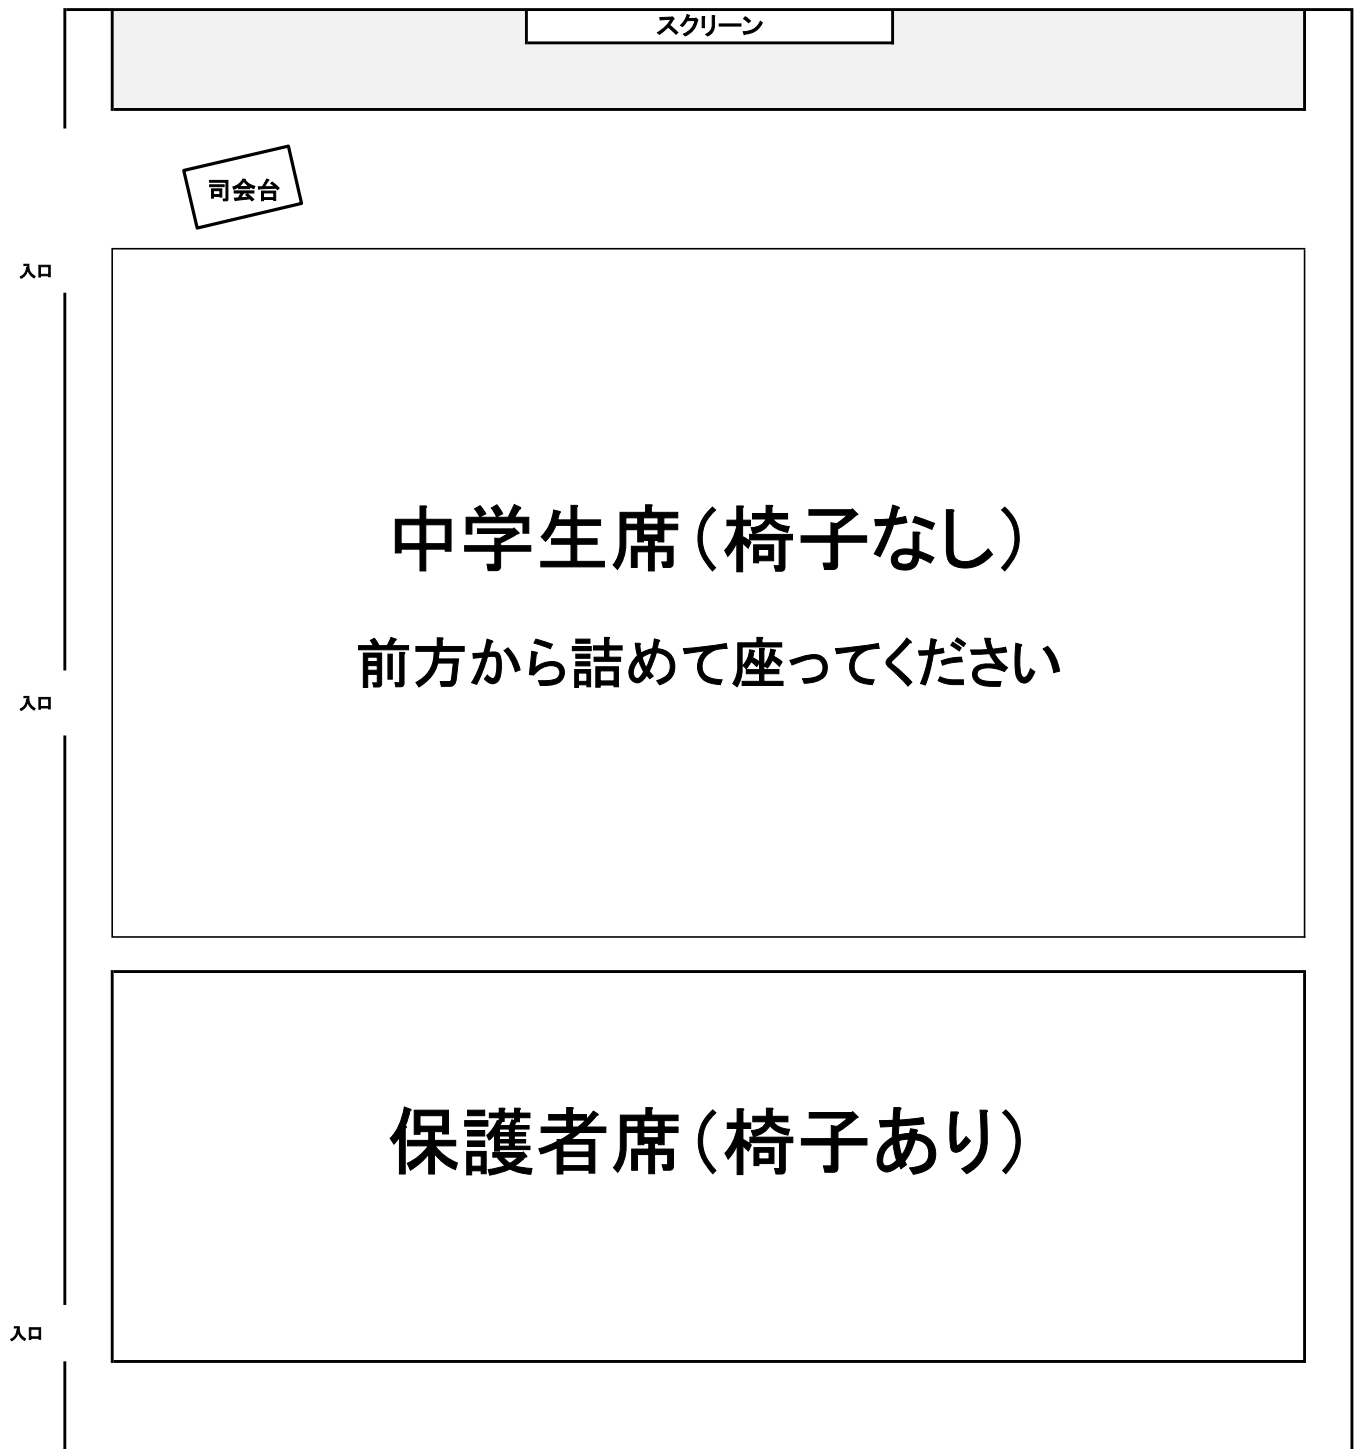 スクリーン
司会台
入口
中学生席（椅子なし）
前方から詰めて座ってください
入口
保護者席（椅子あり）
入口